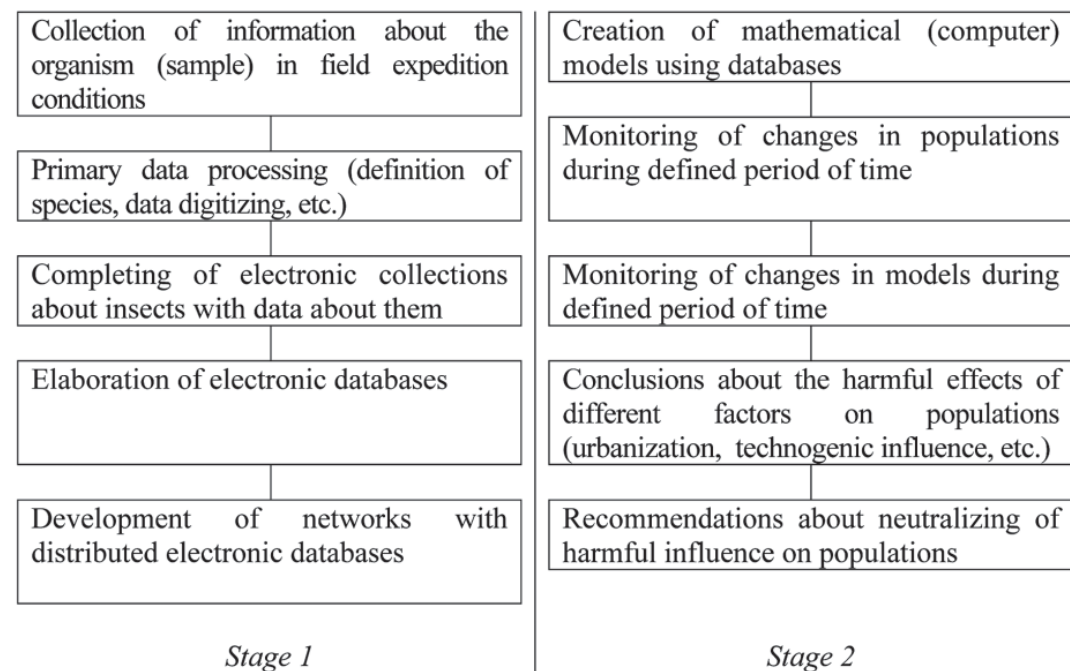 Collection of information about the
organism (sample) in field expedition
conditions
Primary data processing (definition of
species, data digitizing, etc.)
Completing of electronic collections
about insects with data about them
Elaboration of electronic databases
Development of networks with
distributed electronic databases
Stage 1
Creation of mathematical (computer)
models using databases
Monitoring of changes in populations
during defined period of time
Monitoring of changes in models during
defined period of time
Conclusions about the harmful effects of
different factors on populations
(urbanization, technogenic influence, etc.)
Recommendations about neutralizing of
harmful influence on populations
Stage 2